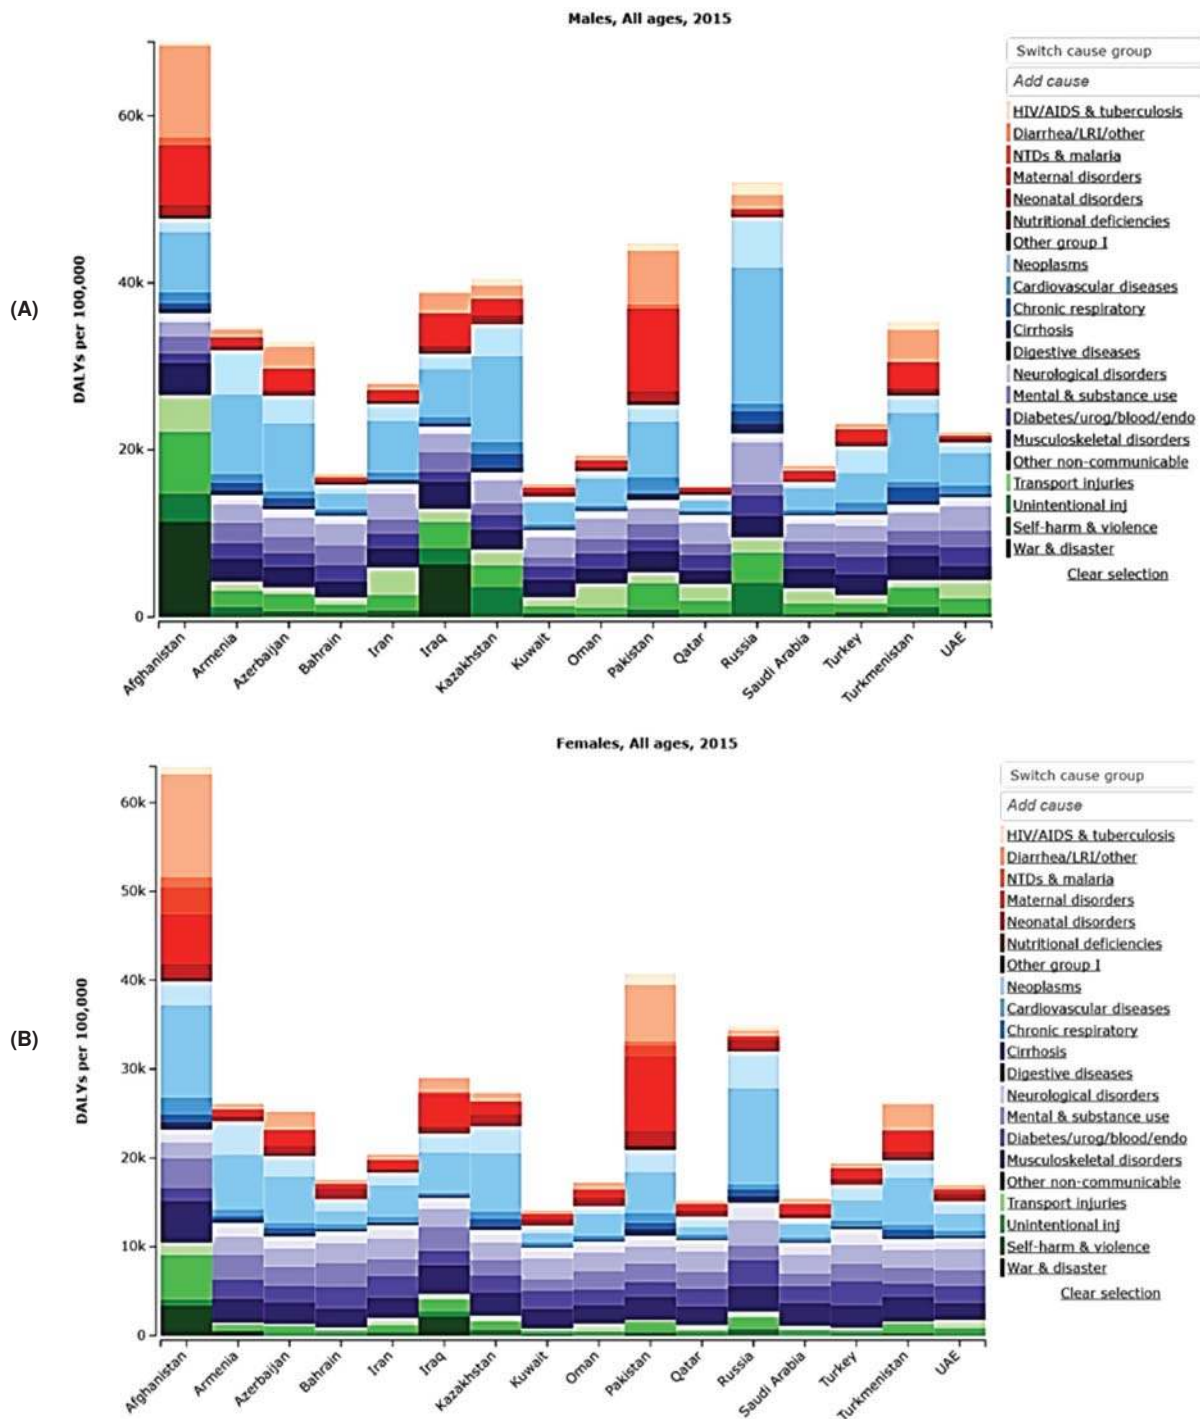 Males, All ages, 2015
(A)
DALYs per 100,000
60k
40k
20k
0
Afghanistan
Armenia
Azerbaijan
Bahrain
Iran
Iraq
Kazakhstan
Kuwait
Oman
Pakistan
Qatar
Russia
Saudi Arabia
Turkey
Turkmenistan
UAE
Switch cause group
Add cause
HIV/AIDS & tuberculosis
Diarrhea/LRI/other
NTDs & malaria
Maternal disorders
Neonatal disorders
Nutritional deficiencies
Other group I
Neoplasms
Cardiovascular diseases
Chronic respiratory
Cirrhosis
Digestive diseases
Neurological disorders
Mental & substance use
Diabetes/urog/blood/endo
Musculoskeletal disorders
Other non-communicable
Transport injuries
Unintentional inj
Self-harm & violence
War & disaster
Clear selection
Females, All ages, 2015
(B)
DALYs per 100,000
60k
50k
40k
30k
20k
10k
0
Afghanistan
Armenia
Azerbaijan
Bahrain
Iran
Iraq
Kazakhstan
Kuwait
Oman
Pakistan
Qatar
Russia
Saudi Arabia
Turkey
Turkmenistan
UAE
Switch cause group
Add cause
HIV/AIDS & tuberculosis
Diarrhea/LRI/other
NTDs & malaria
Maternal disorders
Neonatal disorders
Nutritional deficiencies
Other group I
Neoplasms
Cardiovascular diseases
Chronic respiratory
Cirrhosis
Digestive diseases
Neurological disorders
Mental & substance use
Diabetes/urog/blood/endo
Musculoskeletal disorders
Other non-communicable
Transport injuries
Unintentional inj
Self-harm & violence
War & disaster
Clear selection